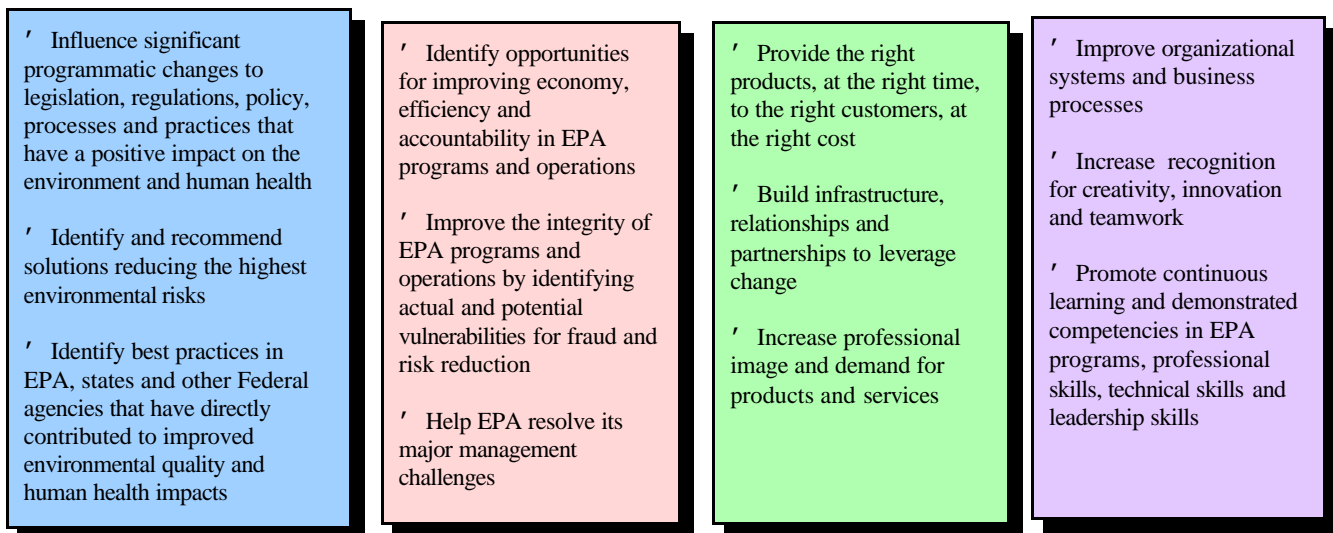 ′ Influence significant
programmatic changes to
legislation, regulations, policy,
processes and practices that
have a positive impact on the
environment and human health
′ Identify and recommend
solutions reducing the highest
environmental risks
′ Identify best practices in
EPA, states and other Federal
agencies that have directly
contributed to improved
environmental quality and
human health impacts
′ Identify opportunities
for improving economy,
efficiency and
accountability in EPA
programs and operations
′ Improve the integrity of
EPA programs and
operations by identifying
actual and potential
vulnerabilities for fraud and
risk reduction
′ Help EPA resolve its
major management
challenges
′ Provide the right
products, at the right time,
to the right customers, at
the right cost
′ Build infrastructure,
relationships and
partnerships to leverage
change
′ Increase professional
image and demand for
products and services
′ Improve organizational
systems and business
processes
′ Increase recognition
for creativity, innovation
and teamwork
′ Promote continuous
learning and demonstrated
competencies in EPA
programs, professional
skills, technical skills and
leadership skills